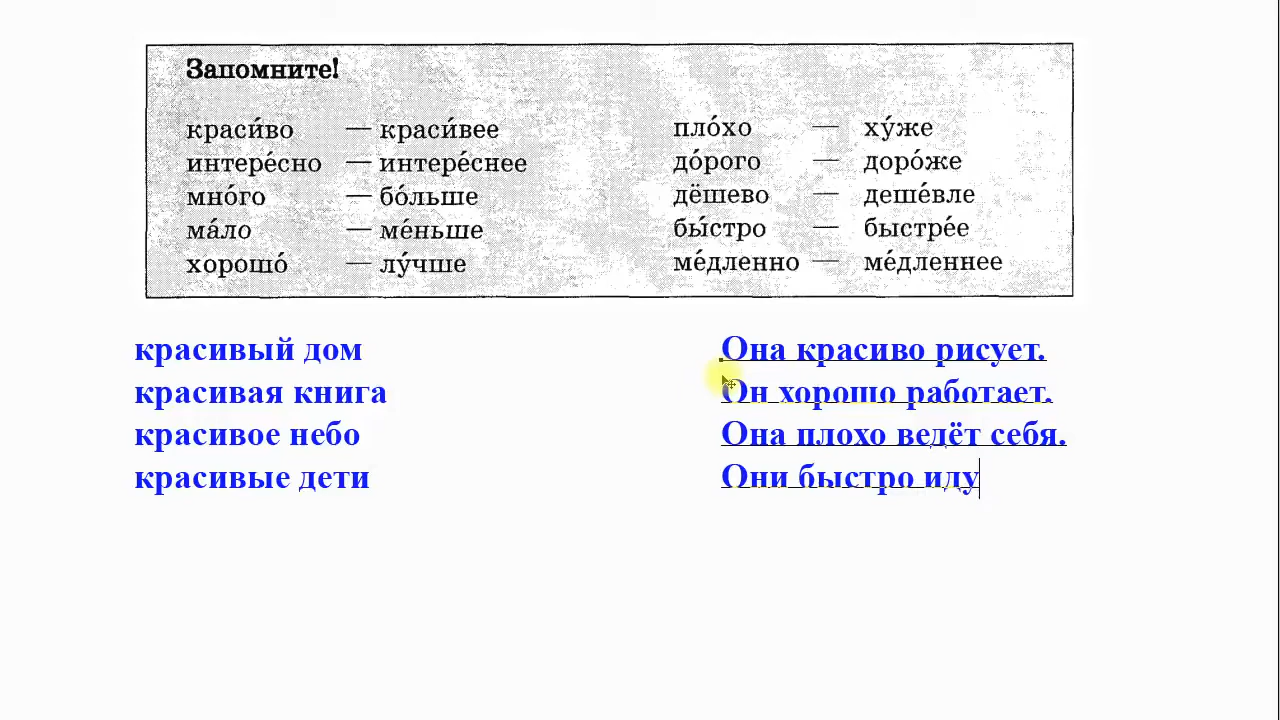 Запомните!
краси́во — краси́вее
интере́сно — интере́снее
мно́го — бо́льше
ма́ло — ме́ньше
хорошо́ — лу́чше
пло́хо — ху́же
до́рого — доро́же
дёшево — деше́вле
бы́стро — быстре́е
ме́дленно — ме́дленнее
красивый дом
красивая книга
красивое небо
красивые дети
Она красиво рисует.
Он хорошо работает.
Она плохо ведёт себя.
Они быстро иду